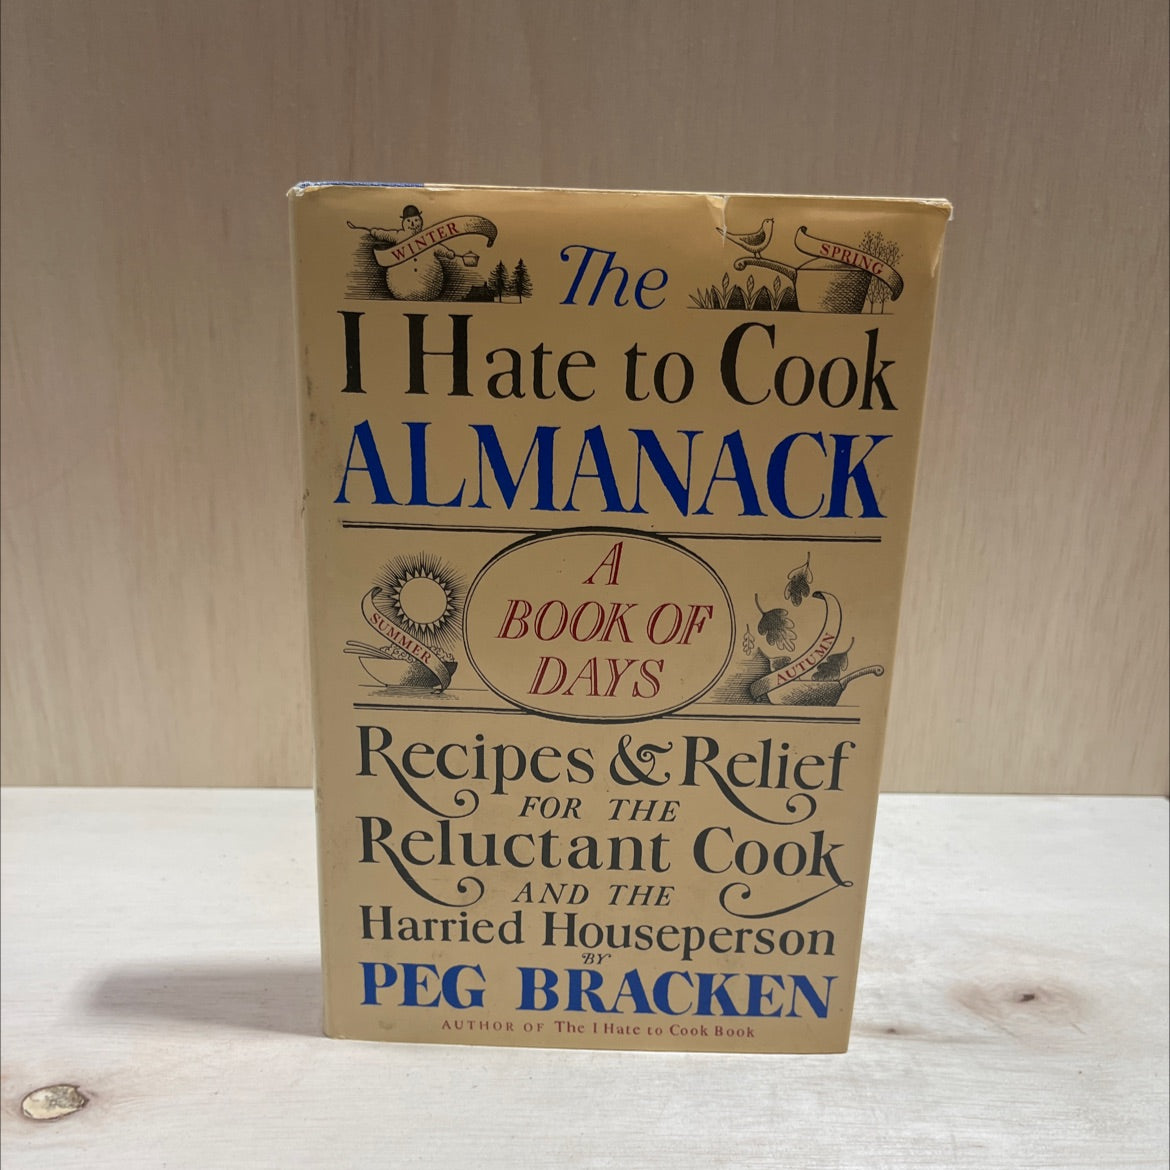 WINTER
SPRING
The
I Hate to Cook
ALMANACK
A
BOOK OF
DAYS
SUMMER
AUTUMN
Recipes & Relief
FOR THE
Reluctant Cook
AND THE
Harried Houseperson
BY
PEG BRACKEN
AUTHOR OF The I Hate to Cook Book